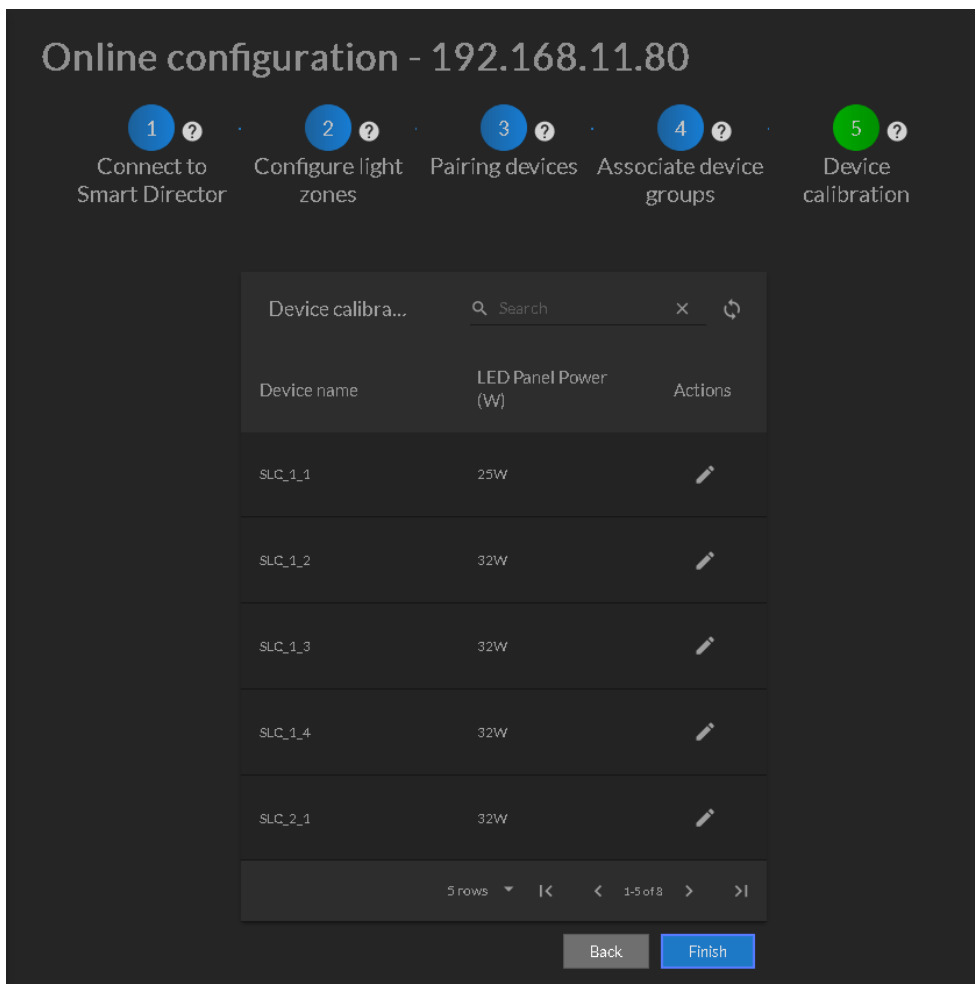 Online configuration - 192.168.11.80
1 ? 2 ? 3 ? 4 ? 5 ?
Connect to Smart Director
Configure light zones
Pairing devices
Associate device groups
Device calibration
Device calibra... Search
Device name LED Panel Power (W) Actions
SLC_1_1 25W
SLC_1_2 32W
SLC_1_3 32W
SLC_1_4 32W
SLC_2_1 32W
5 rows 1-5 of 8
Back Finish